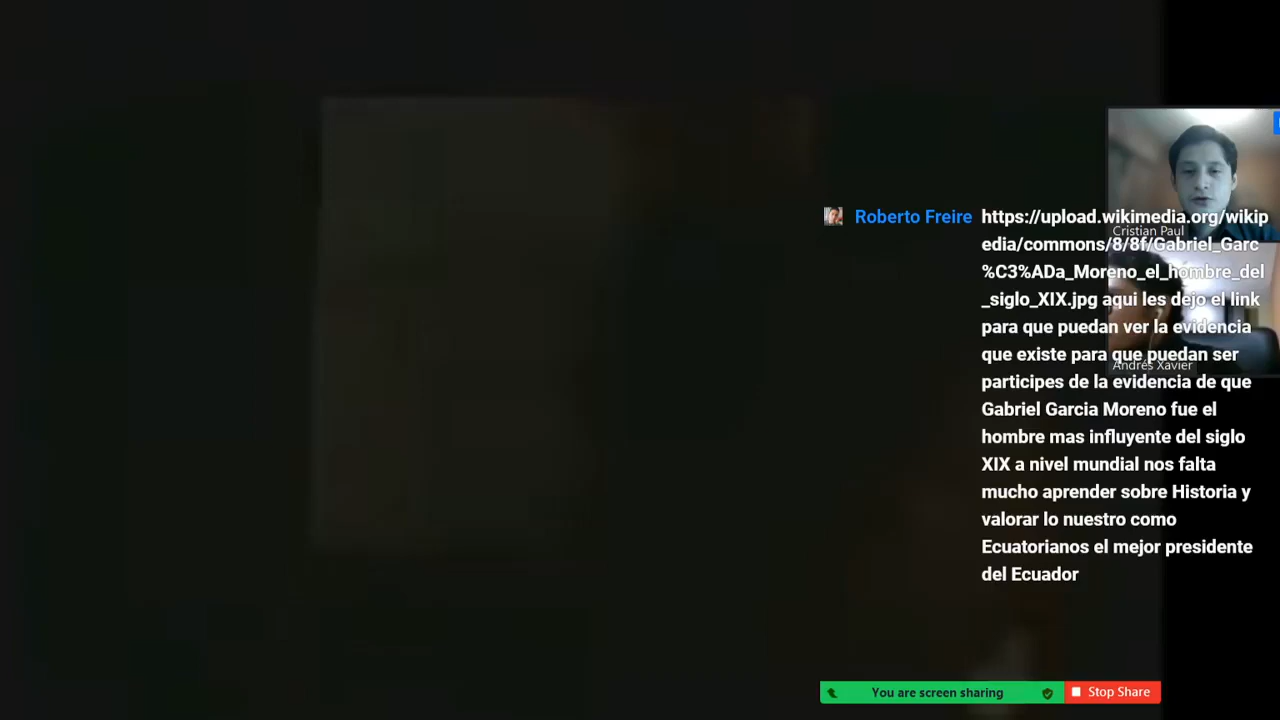 Roberto Freire https://upload.wikimedia.org/wikip
edia/commons/8/8f/Gabriel_Garc
%C3%ADa_Moreno_el_hombre_del
_siglo_XIX.jpg aqui les dejo el link
para que puedan ver la evidencia
que existe para que puedan ser
participes de la evidencia de que
Gabriel Garcia Moreno fue el
hombre mas influyente del siglo
XIX a nivel mundial nos falta
mucho aprender sobre Historia y
valorar lo nuestro como
Ecuatorianos el mejor presidente
del Ecuador
Cristian Paul
Andrés Xavier
You are screen sharing
Stop Share